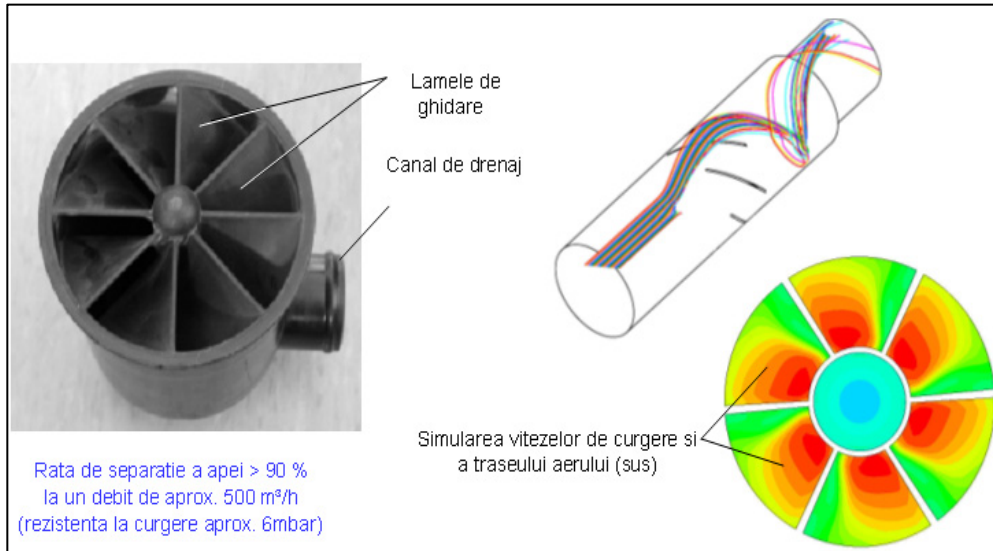 Lamele de
ghidare
Canal de drenaj
Simularea vitezelor de curgere si
a traseului aerului (sus)
Rata de separatie a apei > 90 %
la un debit de aprox. 500 m³/h
(rezistenta la curgere aprox. 6mbar)